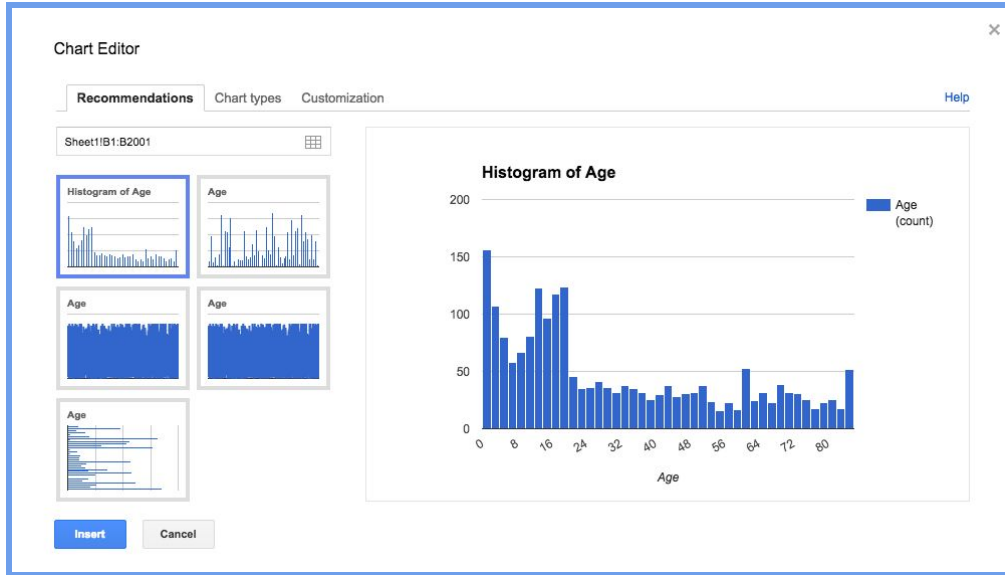 ×
Chart Editor
Recommendations Chart types Customization Help
Sheet1!B1:B2001
Histogram of Age
Age
Age
Age
Age
Histogram of Age
200
150
100
50
0
0 8 16 24 32 40 48 56 64 72 80
Age
Age
(count)
Insert Cancel